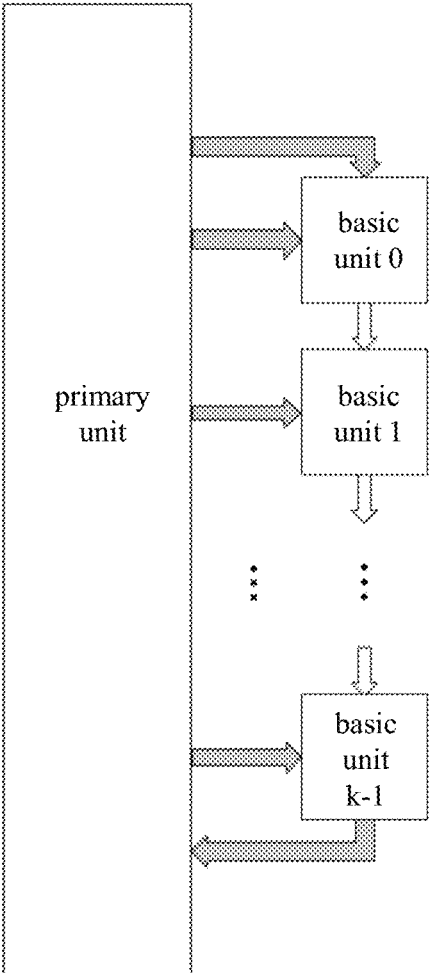 basic
unit 0
primary
unit
basic
unit 1
basic
unit
k-1